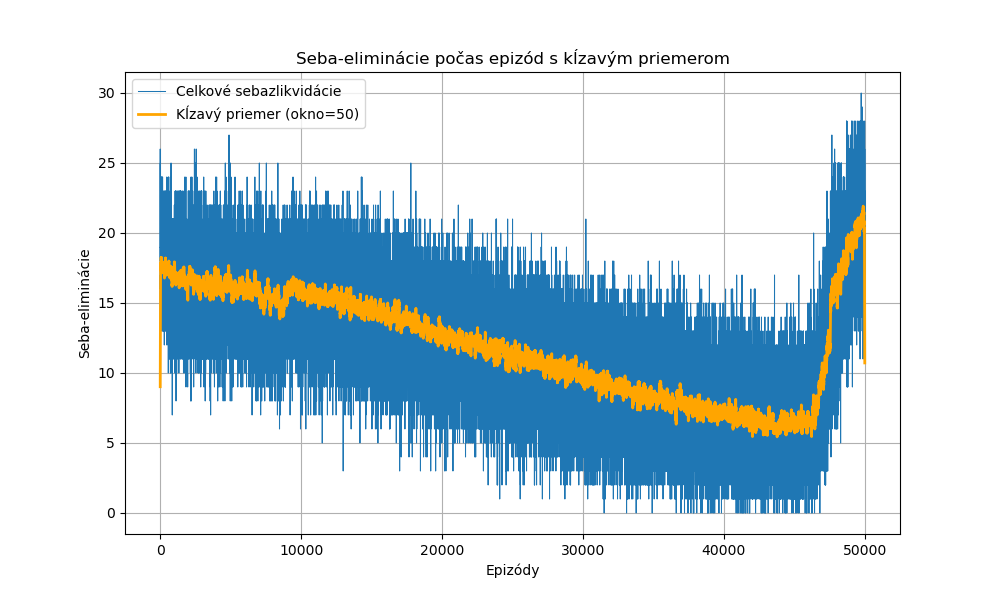 Seba-eliminácie počas epizód s kĺzavým priemerom
Celkové sebazlikvidácie
Kĺzavý priemer (okno=50)
Seba-eliminácie
30
25
20
15
10
5
0
0 10000 20000 30000 40000 50000
Epizódy